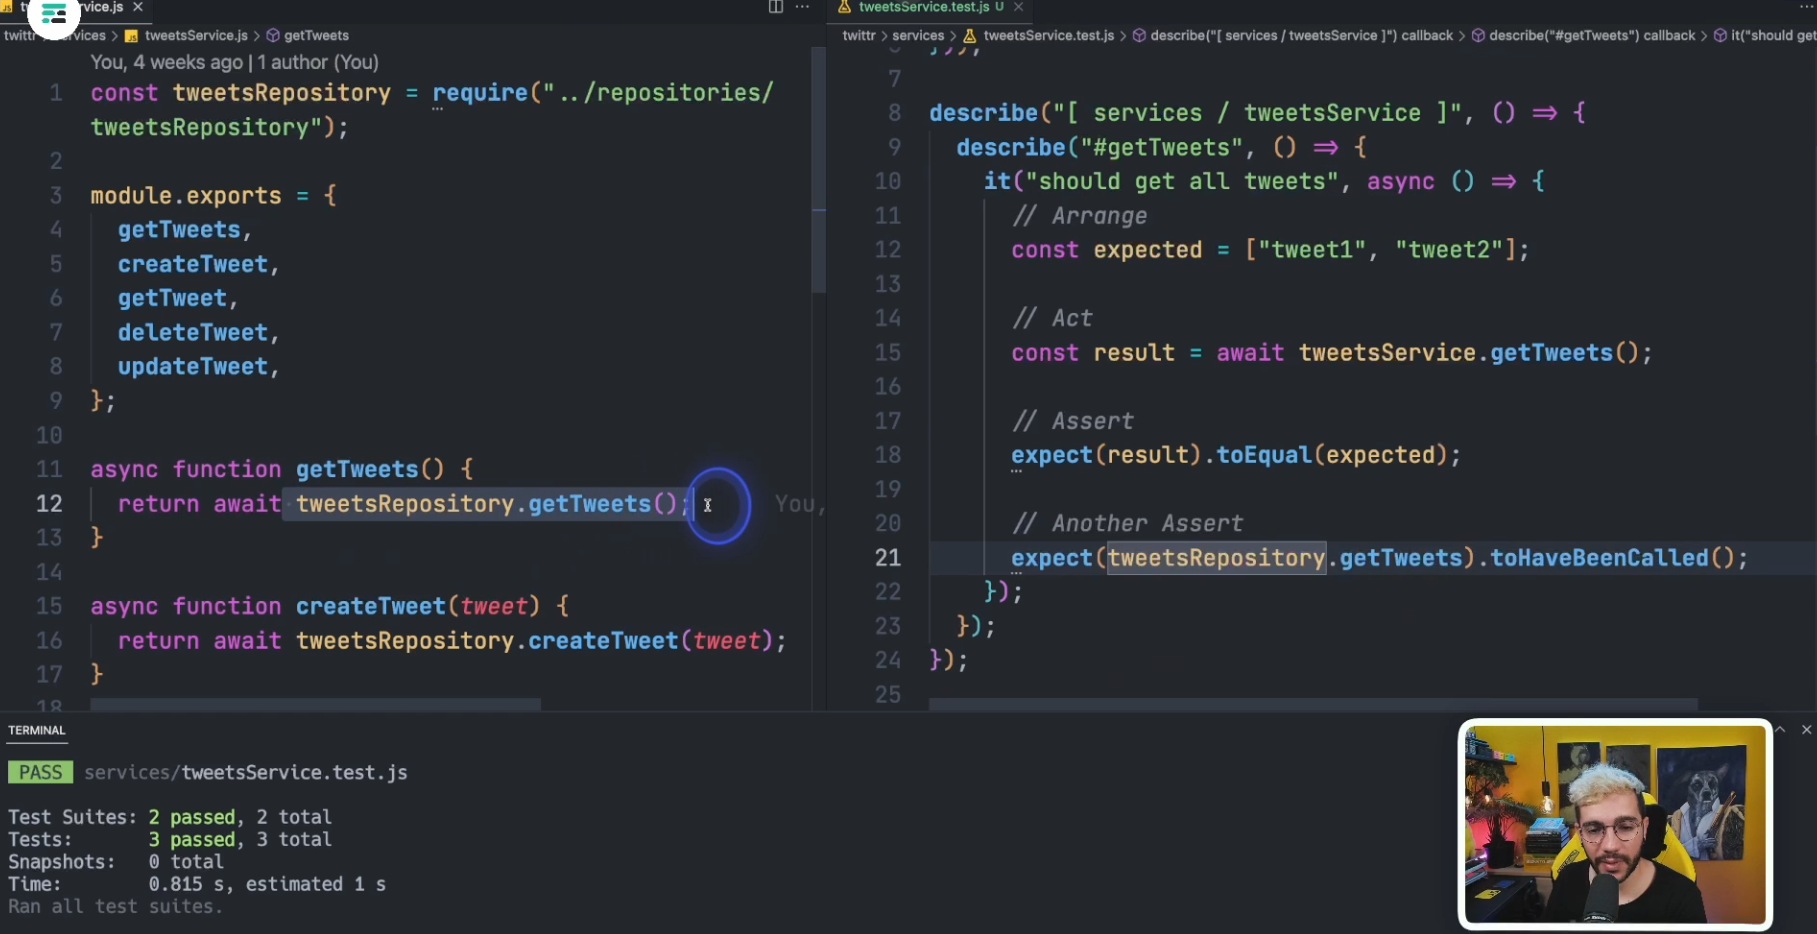 tweetsService.test.js U
twittr
services > tweetsService.js > getTweets
twittr > services > tweetsService.test.js > describe("[ services / tweetsService ]") callback > describe("#getTweets") callback > it("should get
You, 4 weeks ago | 1 author (You)
1 const tweetsRepository = require("../repositories/
tweetsRepository");
2
3 module.exports = {
4 getTweets,
5 createTweet,
6 getTweet,
7 deleteTweet,
8 updateTweet,
9 };
10
11 async function getTweets() {
12 return await tweetsRepository.getTweets(); You,
13 }
14
15 async function createTweet(tweet) {
16 return await tweetsRepository.createTweet(tweet);
17 }
18
7
8 describe("[ services / tweetsService ]", () => {
9 describe("#getTweets", () => {
10 it("should get all tweets", async () => {
11 // Arrange
12 const expected = ["tweet1", "tweet2"];
13
14 // Act
15 const result = await tweetsService.getTweets();
16
17 // Assert
18 expect(result).toEqual(expected);
19
20 // Another Assert
21 expect(tweetsRepository.getTweets).toHaveBeenCalled();
22 });
23 });
24 });
25
TERMINAL
PASS services/tweetsService.test.js
Test Suites: 2 passed, 2 total
Tests: 3 passed, 3 total
Snapshots: 0 total
Time: 0.815 s, estimated 1 s
Ran all test suites.